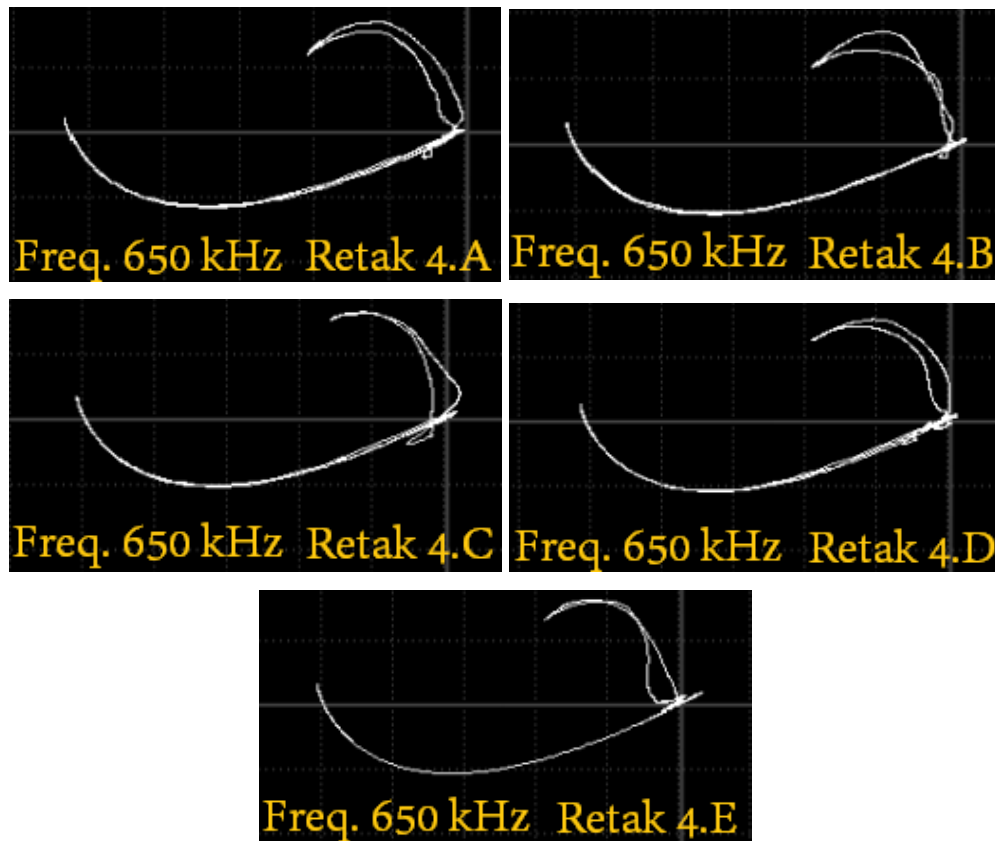 Freq. 650 kHz Retak 4.A
Freq. 650 kHz Retak 4.B
Freq. 650 kHz Retak 4.C
Freq. 650 kHz Retak 4.D
Freq. 650 kHz Retak 4.E